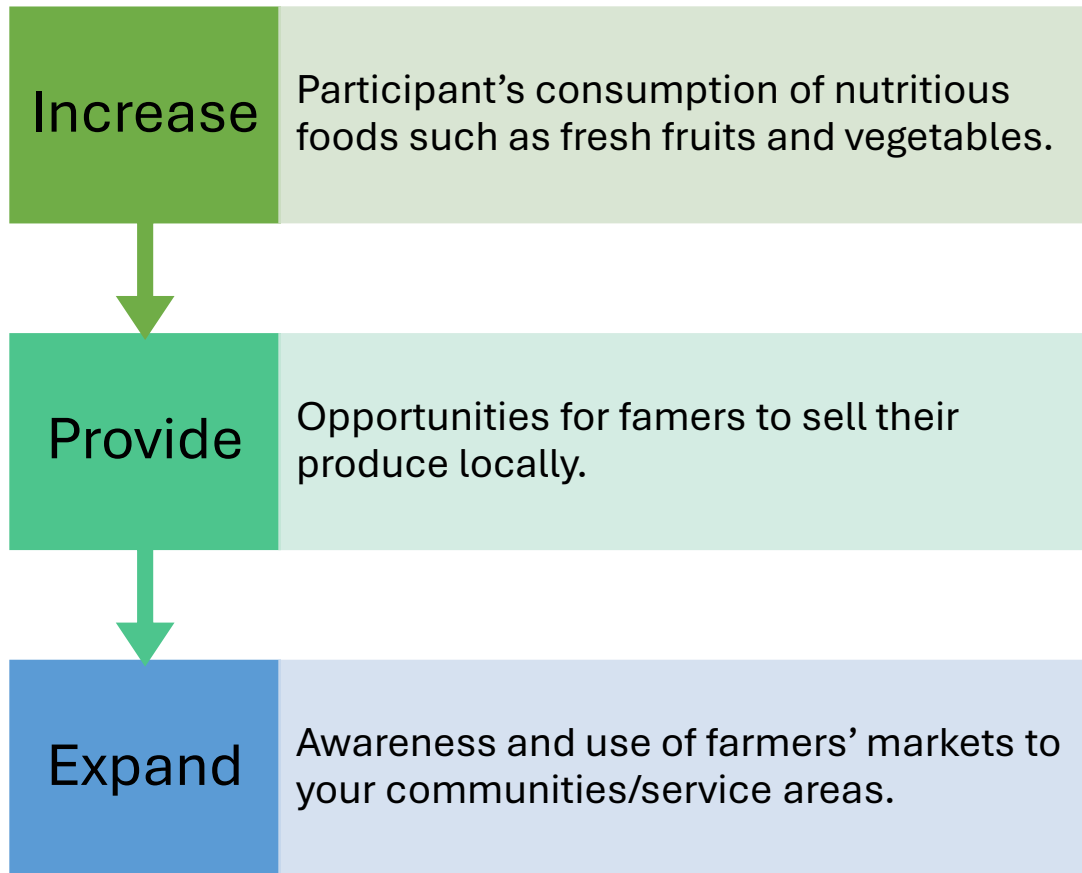 Increase
Participant’s consumption of nutritious
foods such as fresh fruits and vegetables.
Provide
Opportunities for famers to sell their
produce locally.
Expand
Awareness and use of farmers’ markets to
your communities/service areas.